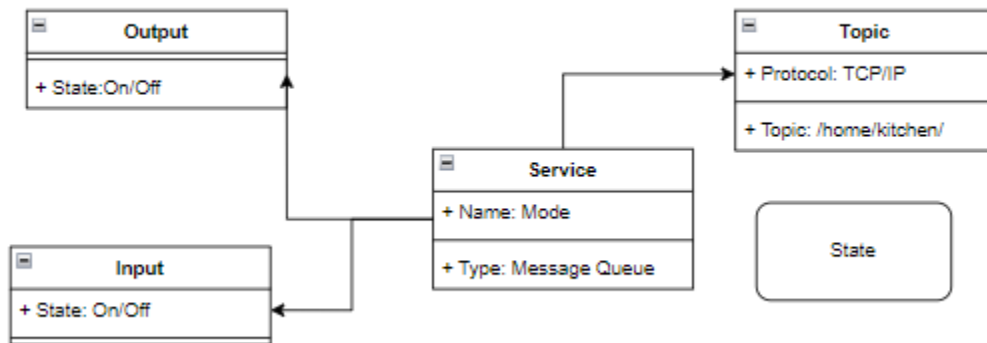 Output
+ State:On/Off
Topic
+ Protocol: TCP/IP
+ Topic: /home/kitchen/
Service
+ Name: Mode
+ Type: Message Queue
State
Input
+ State: On/Off